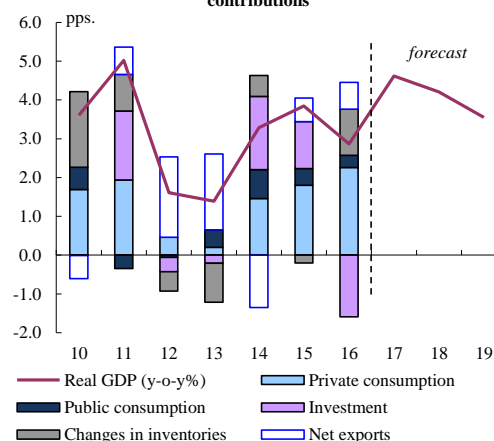 contributions
pps.
6.0
5.0
4.0
3.0
2.0
1.0
0.0
-1.0
-2.0
forecast
10 11 12 13 14 15 16 17 18 19
Real GDP (y-o-y%) Private consumption
Public consumption Investment
Changes in inventories Net exports